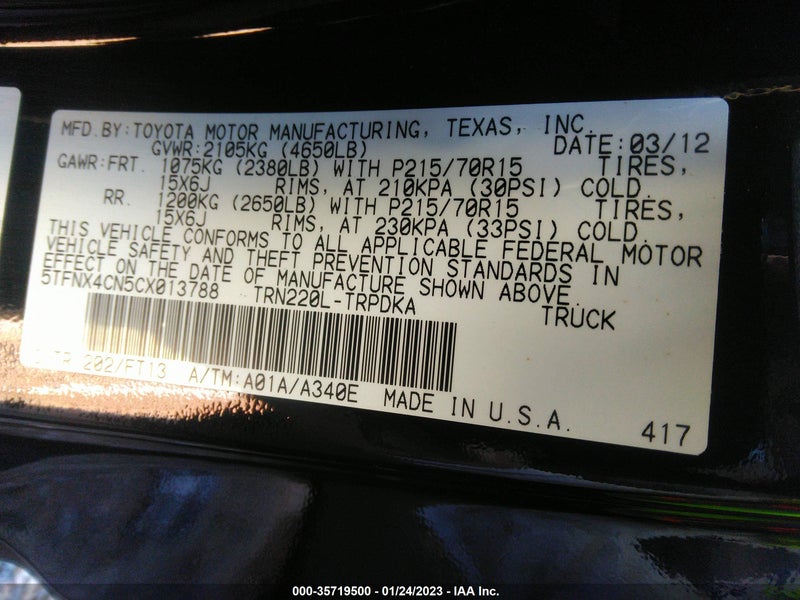 MFD.BY:TOYOTA MOTOR MANUFACTURING, TEXAS, INC.
GVWR:2105KG (4650LB) DATE:03/12
GAWR:FRT. 1075KG (2380LB) WITH P215/70R15 TIRES,
15X6J RIMS, AT 210KPA (30PSI) COLD.
RR. 1200KG (2650LB) WITH P215/70R15 TIRES,
15X6J RIMS, AT 230KPA (33PSI) COLD.
THIS VEHICLE CONFORMS TO ALL APPLICABLE FEDERAL MOTOR
VEHICLE SAFETY AND THEFT PREVENTION STANDARDS IN
EFFECT ON THE DATE OF MANUFACTURE SHOWN ABOVE.
5TFNX4CN5CX013788 TRN220L-TRPDKA TRUCK
TR 202/FT13 A/TM:A01A/A340E MADE IN U.S.A.
417
000-35719500 - 01/24/2023 - IAA Inc.